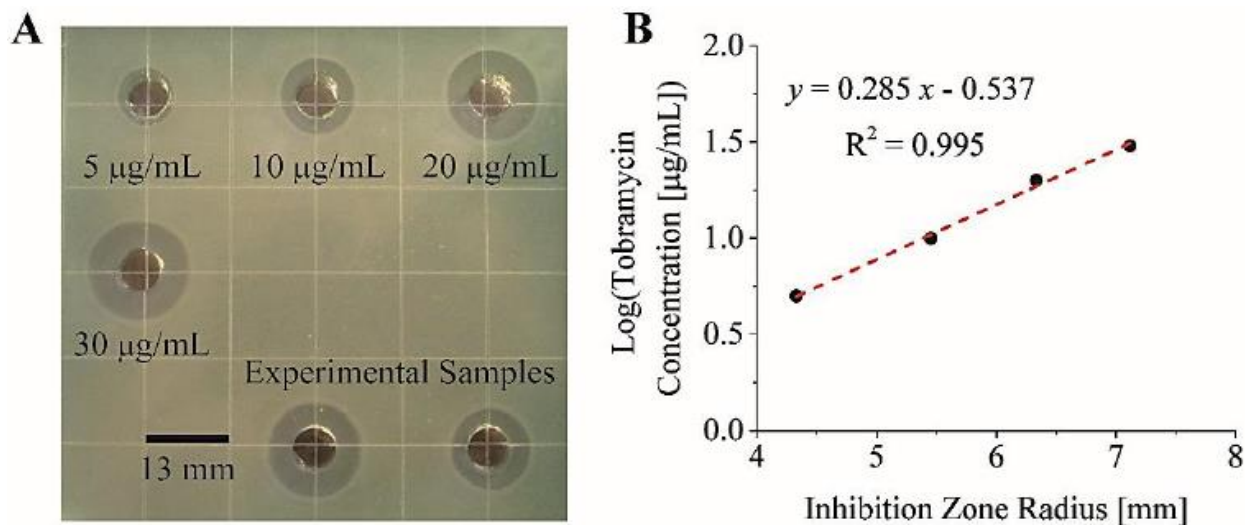 A
5 µg/mL
10 µg/mL
20 µg/mL
30 µg/mL
Experimental Samples
13 mm
B
Log(Tobramycin
Concentration [µg/mL])
2.0
1.5
1.0
0.5
0.0
y = 0.285 x - 0.537
R² = 0.995
4
5
6
7
8
Inhibition Zone Radius [mm]